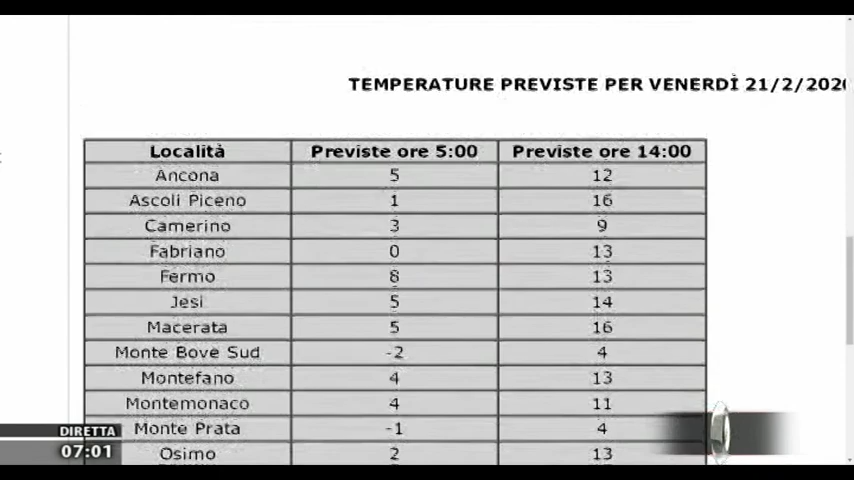 TEMPERATURE PREVISTE PER VENERDÌ 21/2/2020
Località Previste ore 5:00 Previste ore 14:00
Ancona 5 12
Ascoli Piceno 1 16
Camerino 3 9
Fabriano 0 13
Fermo 8 13
Jesi 5 14
Macerata 5 16
Monte Bove Sud -2 4
Montefano 4 13
Montemonaco 4 11
Monte Prata -1 4
Osimo 2 13
DIRETTA
07:01